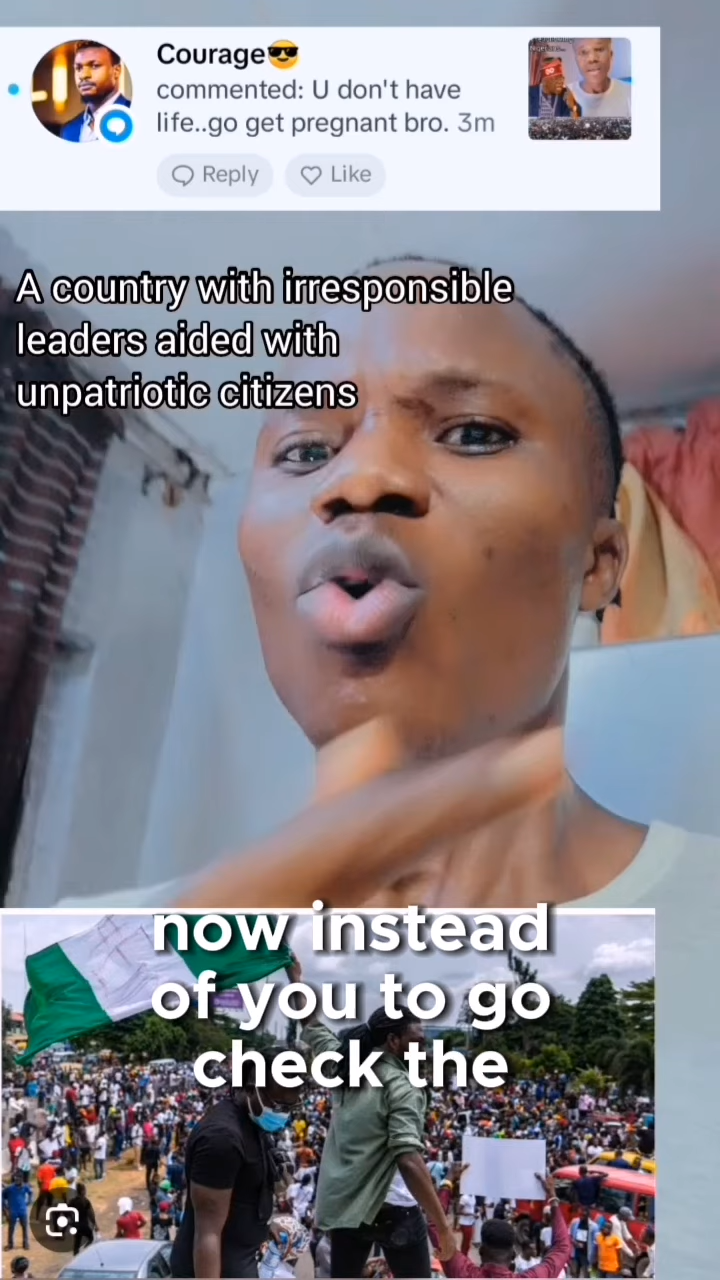 Courage😎
commented: U don't have
life..go get pregnant bro. 3m
Reply
Like
A country with irresponsible
leaders aided with
unpatriotic citizens
now instead
of you to go
check the